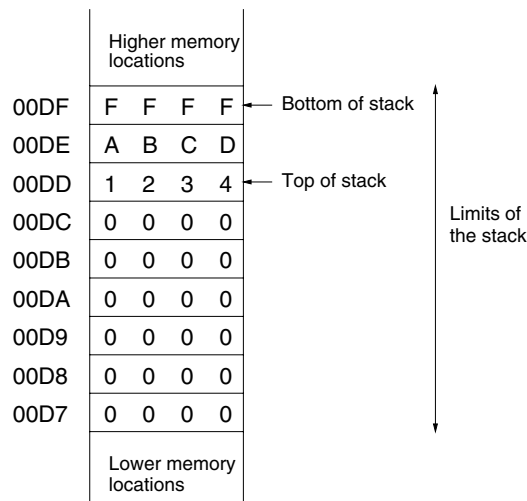 Higher memory
locations
00DF F F F F Bottom of stack
00DE A B C D
00DD 1 2 3 4 Top of stack
00DC 0 0 0 0
Limits of
the stack
00DB 0 0 0 0
00DA 0 0 0 0
00D9 0 0 0 0
00D8 0 0 0 0
00D7 0 0 0 0
Lower memory
locations